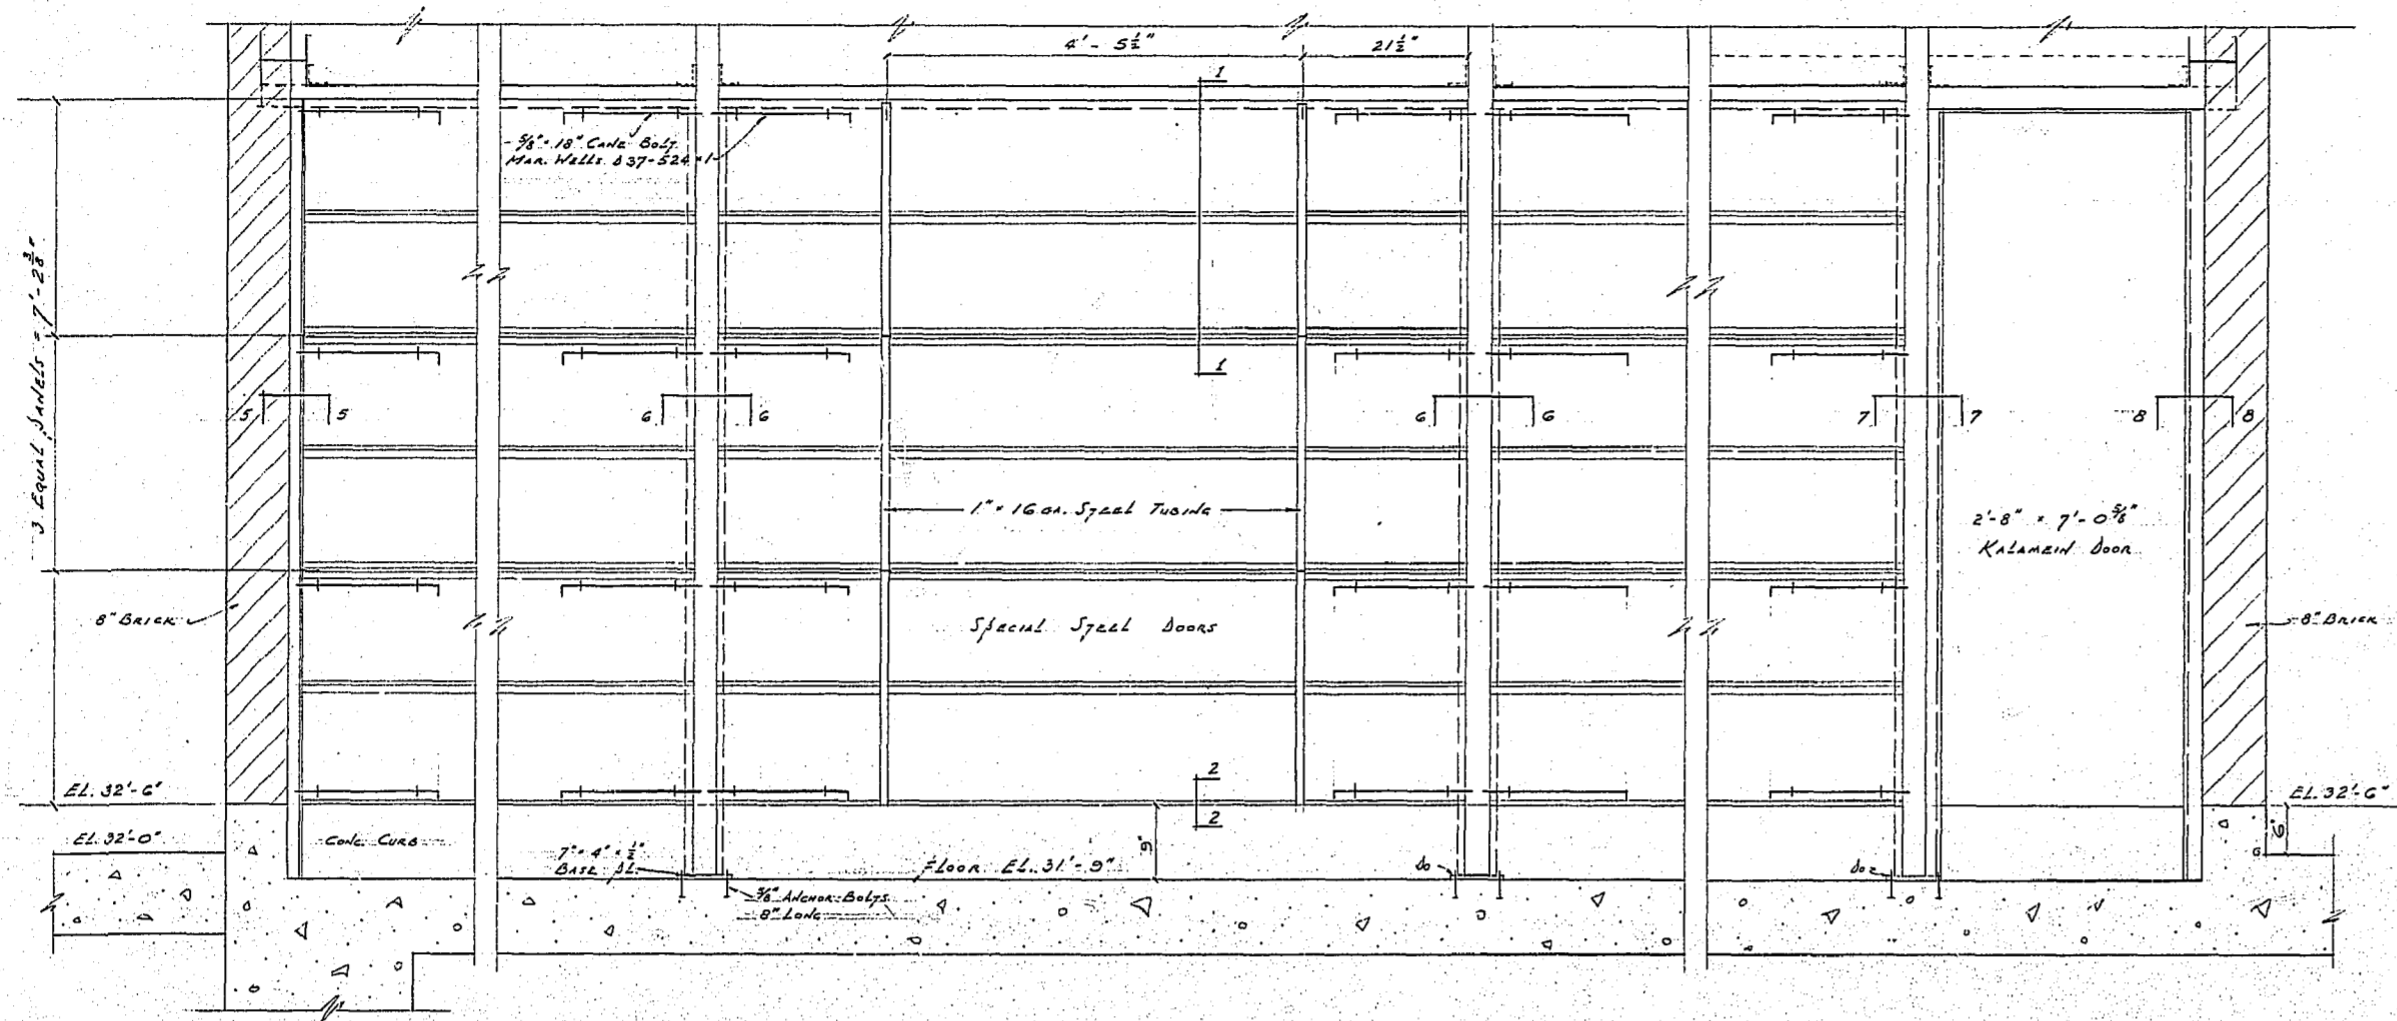 4'-5½" 21½"
1
5/8" × 18" Cane Bolt
Mar. Wells 837-524 #1
3 Equal Panels = 7'-2⅜"
1
5 5 6 6 6 6 7 7 8 8
1" × 16 ga. Steel Tubing
2'-8" × 7'-0⅝"
Kalamein Door
8" Brick
Special Steel Doors
8" Brick
2
El. 32'-6"
El. 32'-6"
2
El. 32'-0"
Conc. Curb
9"
6"
7" × 4" × ½"
Base Pl.
Floor El. 31'-9"
Do
Do
Anchor Bolts
8" Long